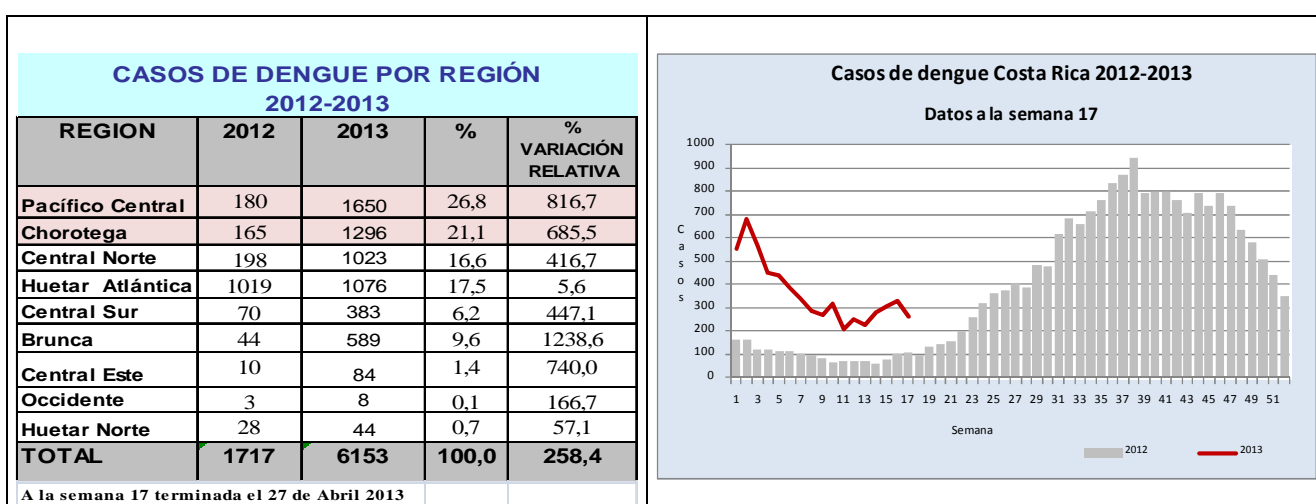 CASOS DE DENGUE POR REGIÓN
2012-2013
REGION 2012 2013 % % VARIACIÓN RELATIVA
Pacífico Central 180 1650 26,8 816,7
Chorotega 165 1296 21,1 685,5
Central Norte 198 1023 16,6 416,7
Huetar Atlántica 1019 1076 17,5 5,6
Central Sur 70 383 6,2 447,1
Brunca 44 589 9,6 1238,6
Central Este 10 84 1,4 740,0
Occidente 3 8 0,1 166,7
Huetar Norte 28 44 0,7 57,1
TOTAL 1717 6153 100,0 258,4
A la semana 17 terminada el 27 de Abril 2013
Casos de dengue Costa Rica 2012-2013
Datos a la semana 17
1000
900
800
700
600
500
400
300
200
100
0
Casos
1 3 5 7 9 11 13 15 17 19 21 23 25 27 29 31 33 35 37 39 41 43 45 47 49 51
Semana
2012 2013